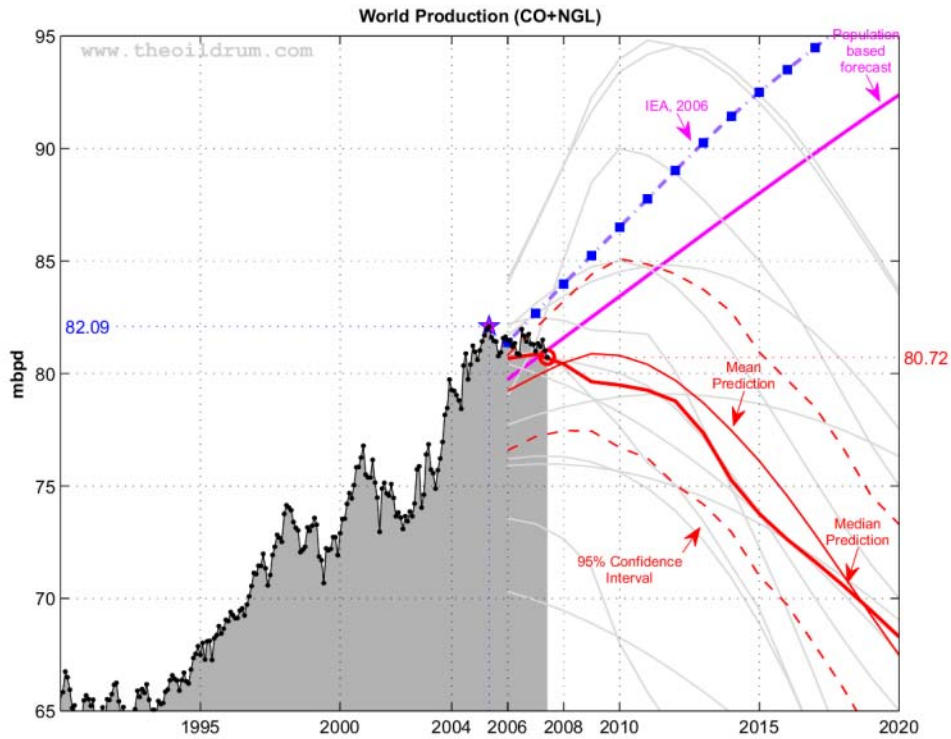 World Production (CO+NGL)
www.theoildrum.com
Population
based
forecast
IEA, 2006
82.09
80.72
Mean
Prediction
Median
Prediction
95% Confidence
Interval
mbpd
95
90
85
80
75
70
65
1995
2000
2004
2006
2008
2010
2015
2020